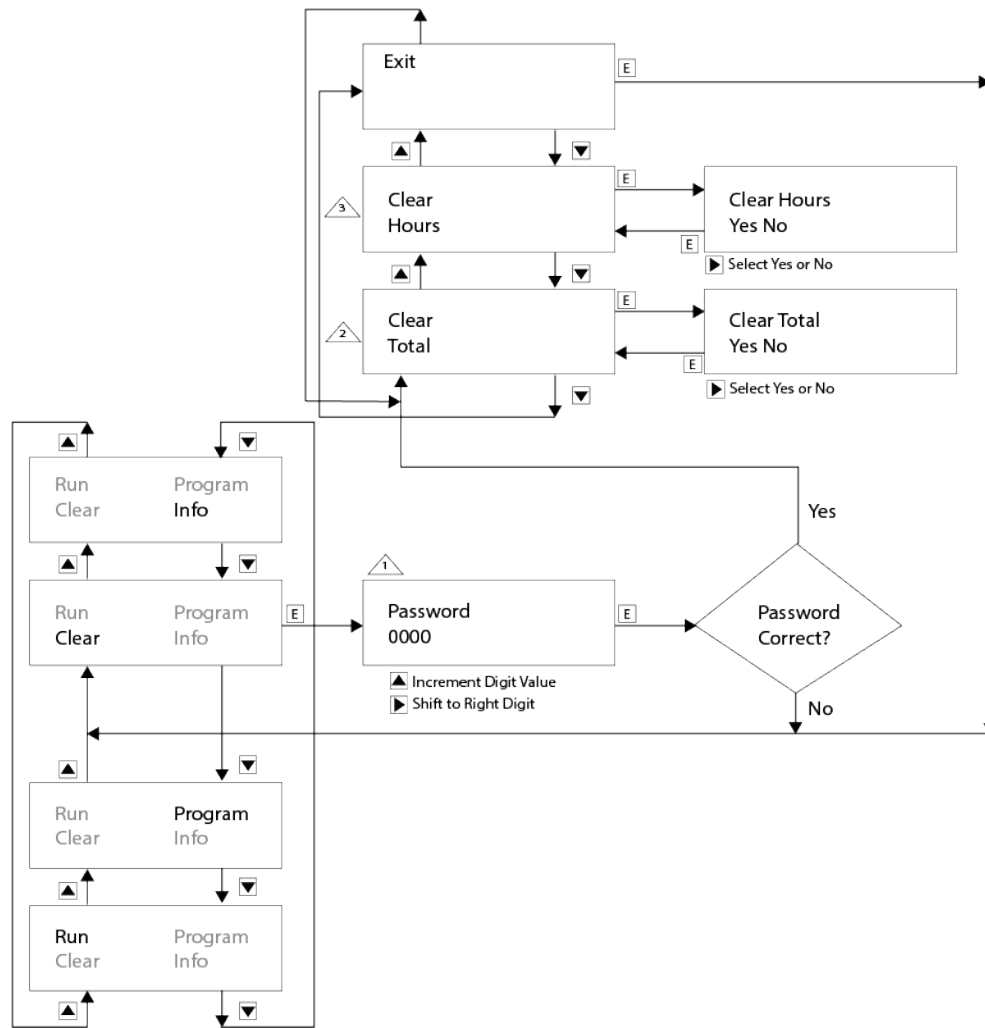 Exit
E
Clear
Hours
3
E
E
Clear Hours
Yes No
Select Yes or No
Clear
Total
2
E
E
Clear Total
Yes No
Select Yes or No
Run Program
Clear Info
Run Program
Clear Info
E
1
Password
0000
Increment Digit Value
Shift to Right Digit
E
Password
Correct?
Yes
No
Run Program
Clear Info
Run Program
Clear Info